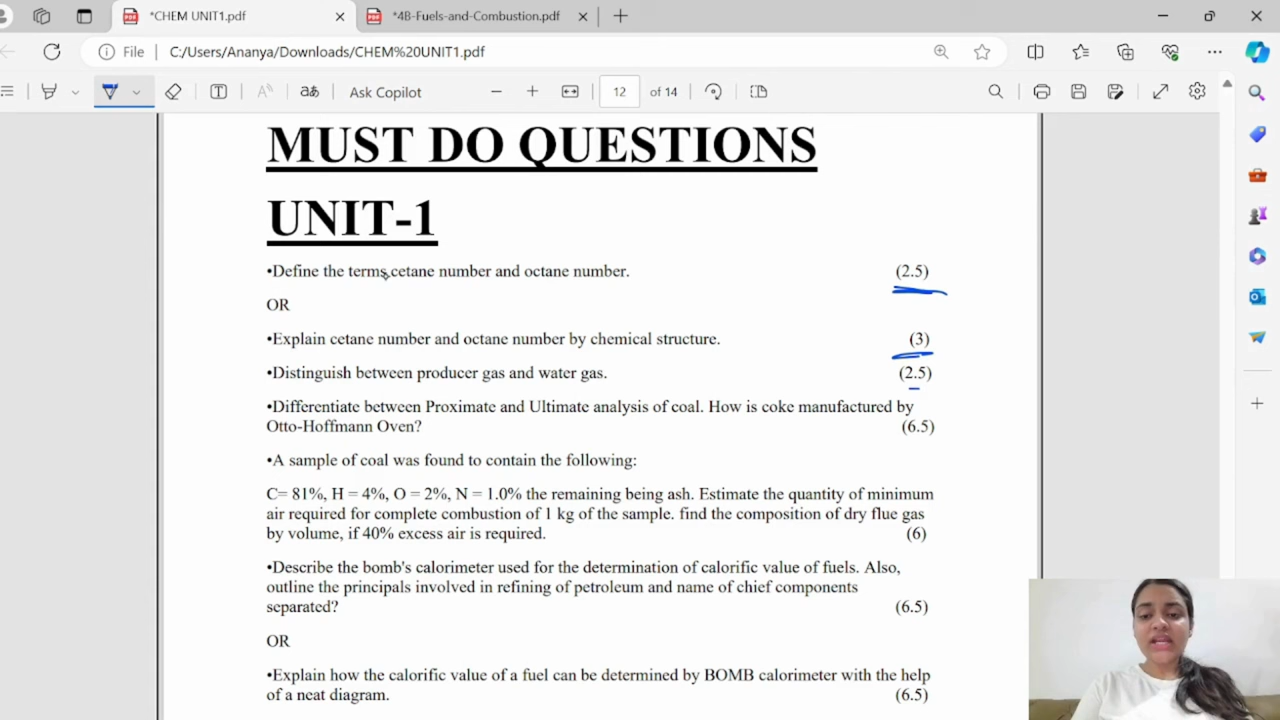 *CHEM UNIT1.pdf
*4B-Fuels-and-Combustion.pdf
File C:/Users/Ananya/Downloads/CHEM%20UNIT1.pdf
Ask Copilot 12 of 14
MUST DO QUESTIONS
UNIT-1
•Define the terms cetane number and octane number. (2.5)
OR
•Explain cetane number and octane number by chemical structure. (3)
•Distinguish between producer gas and water gas. (2.5)
•Differentiate between Proximate and Ultimate analysis of coal. How is coke manufactured by
Otto-Hoffmann Oven? (6.5)
•A sample of coal was found to contain the following:
C= 81%, H = 4%, O = 2%, N = 1.0% the remaining being ash. Estimate the quantity of minimum
air required for complete combustion of 1 kg of the sample. find the composition of dry flue gas
by volume, if 40% excess air is required. (6)
•Describe the bomb's calorimeter used for the determination of calorific value of fuels. Also,
outline the principals involved in refining of petroleum and name of chief components
separated? (6.5)
OR
•Explain how the calorific value of a fuel can be determined by BOMB calorimeter with the help
of a neat diagram. (6.5)